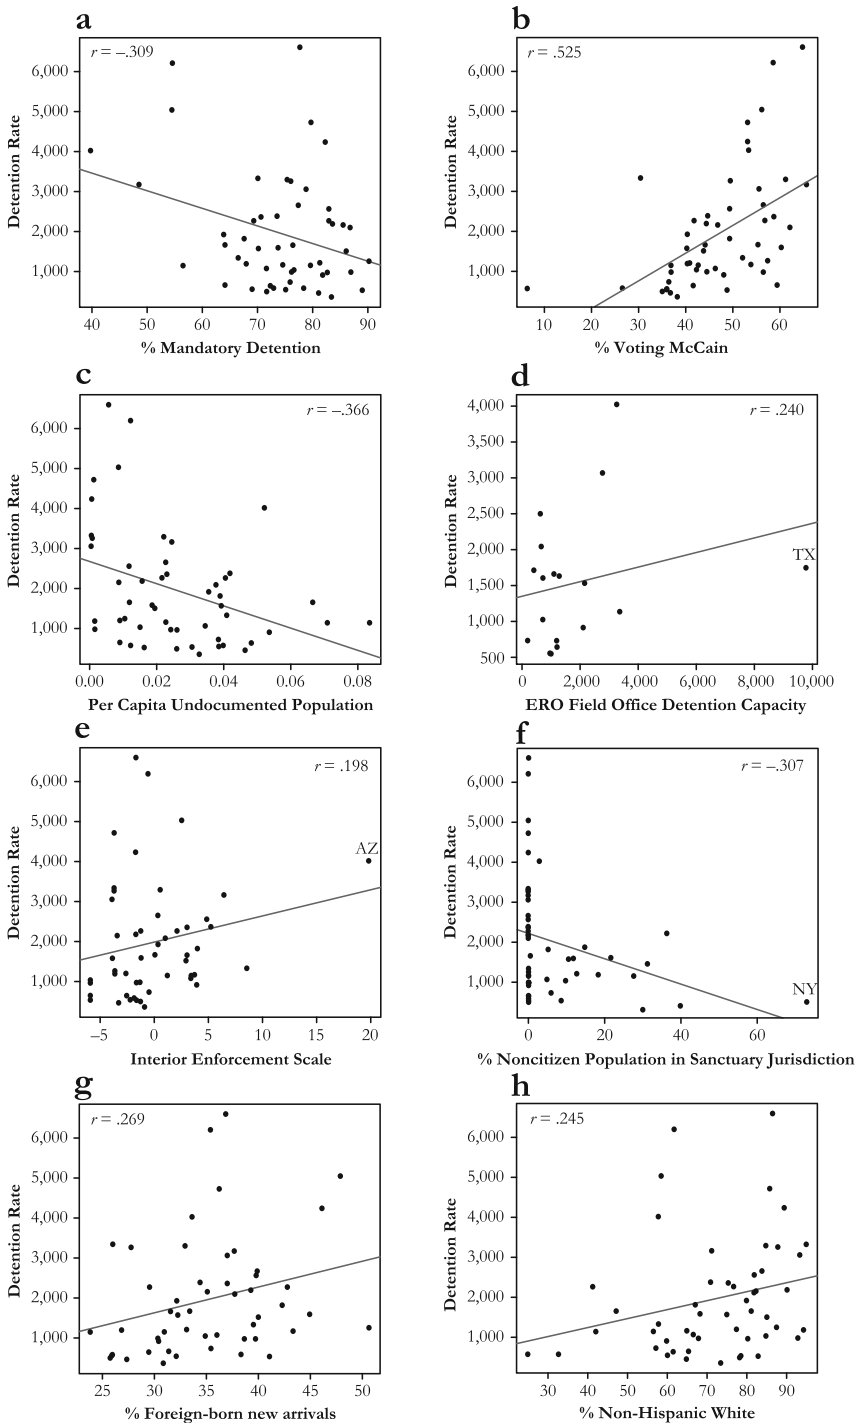 a
r = –.309
Detention Rate
6,000
5,000
4,000
3,000
2,000
1,000
40 50 60 70 80 90
% Mandatory Detention
b
r = .525
Detention Rate
6,000
5,000
4,000
3,000
2,000
1,000
10 20 30 40 50 60
% Voting McCain
c
r = –.366
Detention Rate
6,000
5,000
4,000
3,000
2,000
1,000
0.00 0.02 0.04 0.06 0.08
Per Capita Undocumented Population
d
r = .240
Detention Rate
4,000
3,500
3,000
2,500
2,000
1,500
1,000
500
TX
0 2,000 4,000 6,000 8,000 10,000
ERO Field Office Detention Capacity
e
r = .198
Detention Rate
6,000
5,000
4,000
3,000
2,000
1,000
AZ
–5 0 5 10 15 20
Interior Enforcement Scale
f
r = –.307
Detention Rate
6,000
5,000
4,000
3,000
2,000
1,000
NY
0 20 40 60
% Noncitizen Population in Sanctuary Jurisdiction
g
r = .269
Detention Rate
6,000
5,000
4,000
3,000
2,000
1,000
25 30 35 40 45 50
% Foreign-born new arrivals
h
r = .245
Detention Rate
6,000
5,000
4,000
3,000
2,000
1,000
30 40 50 60 70 80 90
% Non-Hispanic White